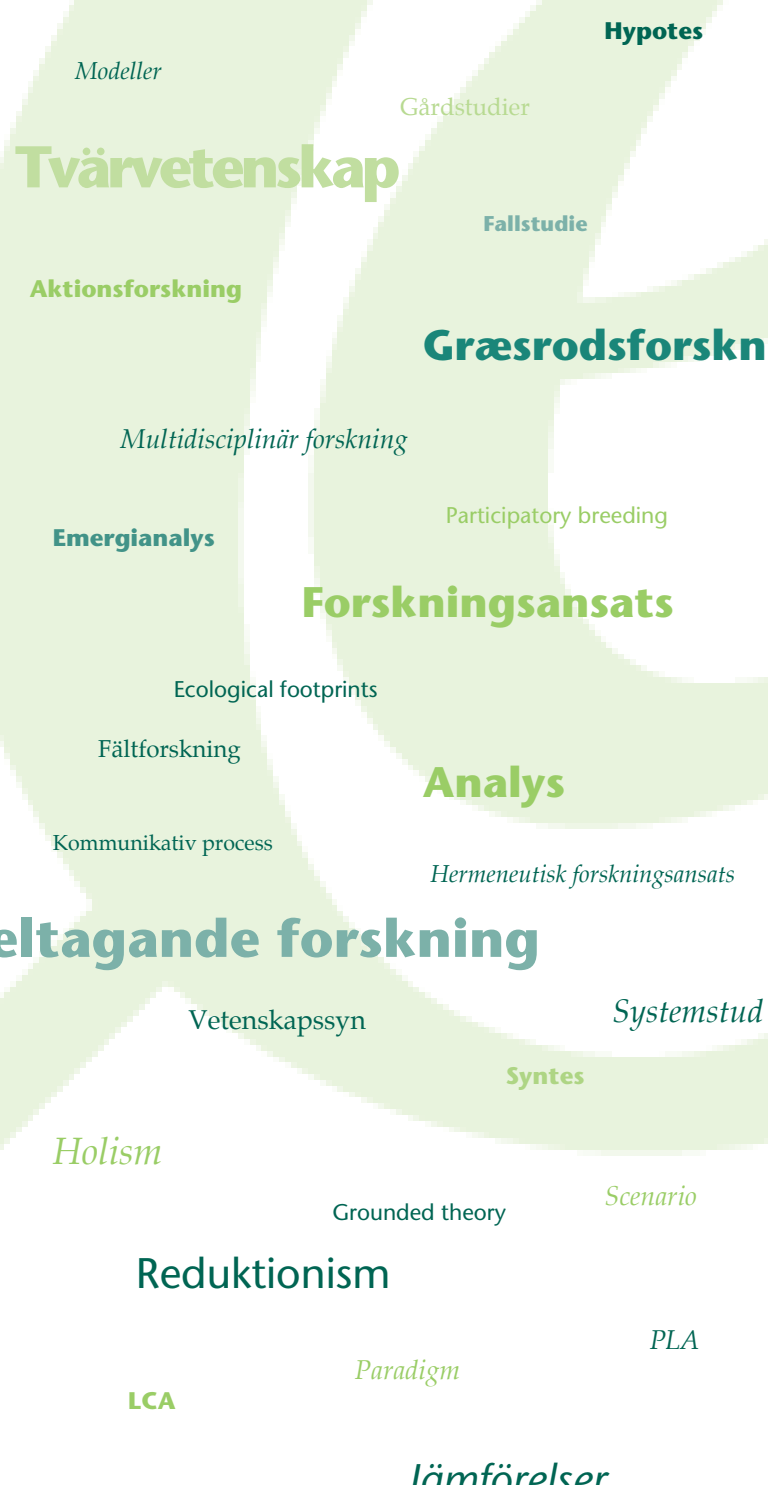 Hypotes
Modeller
Gårdstudier
Tvärvetenskap
Fallstudie
Aktionsforskning
Græsrodsforskn
Multidisciplinär forskning
Participatory breeding
Emergianalys
Forskningsansats
Ecological footprints
Fältforskning
Analys
Kommunikativ process
Hermeneutisk forskningsansats
eltagande forskning
Systemstud
Vetenskapssyn
Syntes
Holism
Scenario
Grounded theory
Reduktionism
PLA
Paradigm
LCA
Jämförelser